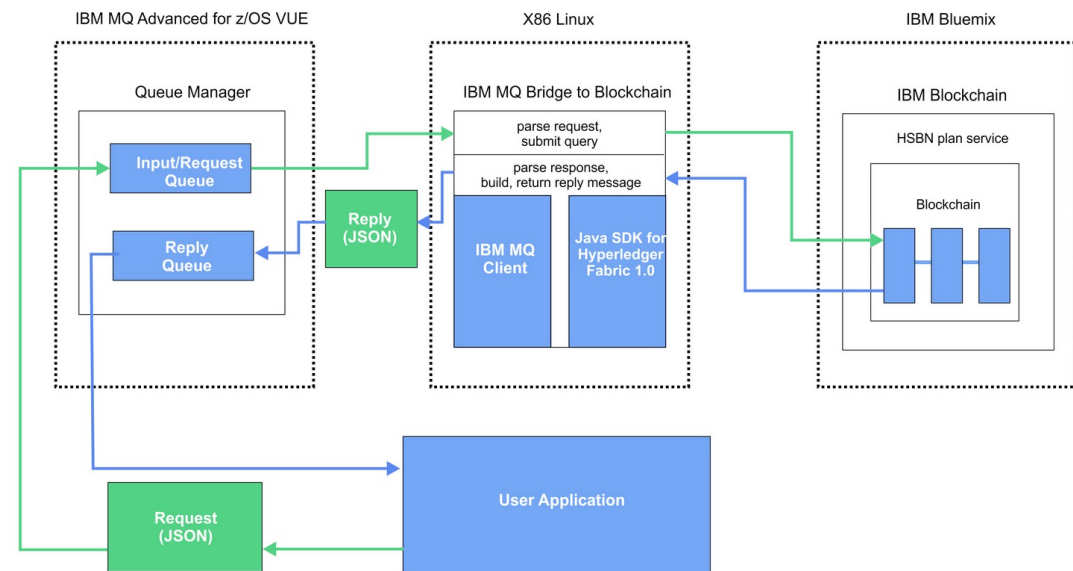 IBM MQ Advanced for z/OS VUE
X86 Linux
IBM Bluemix
Queue Manager
IBM MQ Bridge to Blockchain
IBM Blockchain
parse request,
submit query
HSBN plan service
Input/Request
Queue
parse response,
build, return reply message
Reply
(JSON)
Blockchain
Reply
Queue
IBM MQ
Client
Java SDK for
Hyperledger
Fabric 1.0
User Application
Request
(JSON)